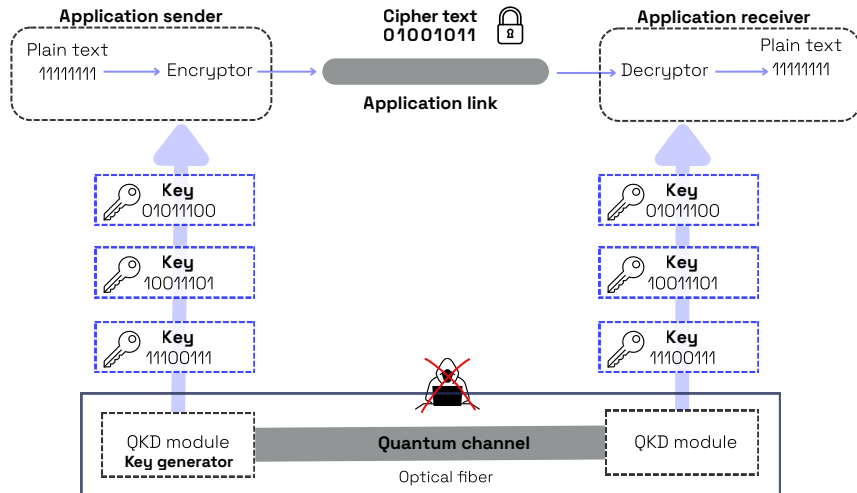 Application sender
Plain text
11111111
Encryptor
Cipher text
01001011
Application link
Application receiver
Decryptor
Plain text
11111111
Key
01011100
Key
10011101
Key
11100111
Key
01011100
Key
10011101
Key
11100111
QKD module
Key generator
Quantum channel
Optical fiber
QKD module